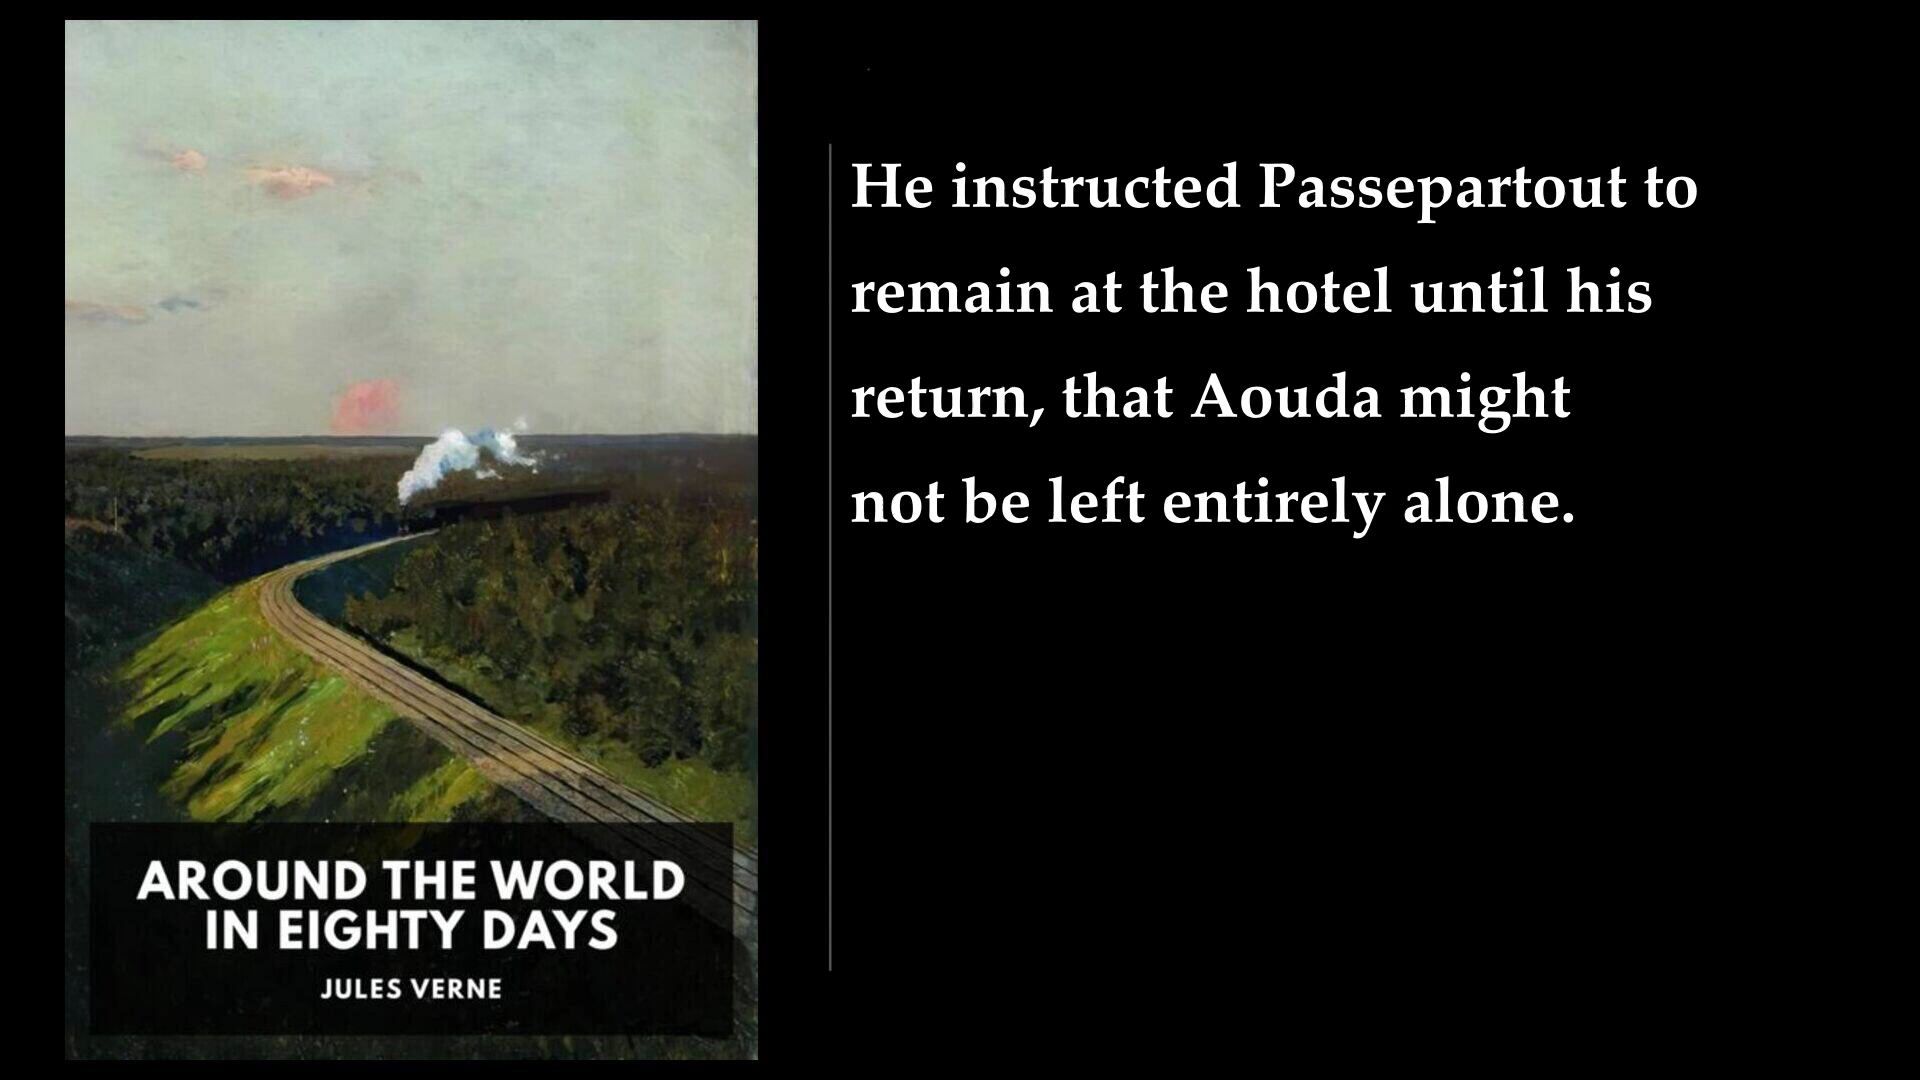 AROUND THE WORLD
IN EIGHTY DAYS
JULES VERNE
He instructed Passepartout to
remain at the hotel until his
return, that Aouda might
not be left entirely alone.